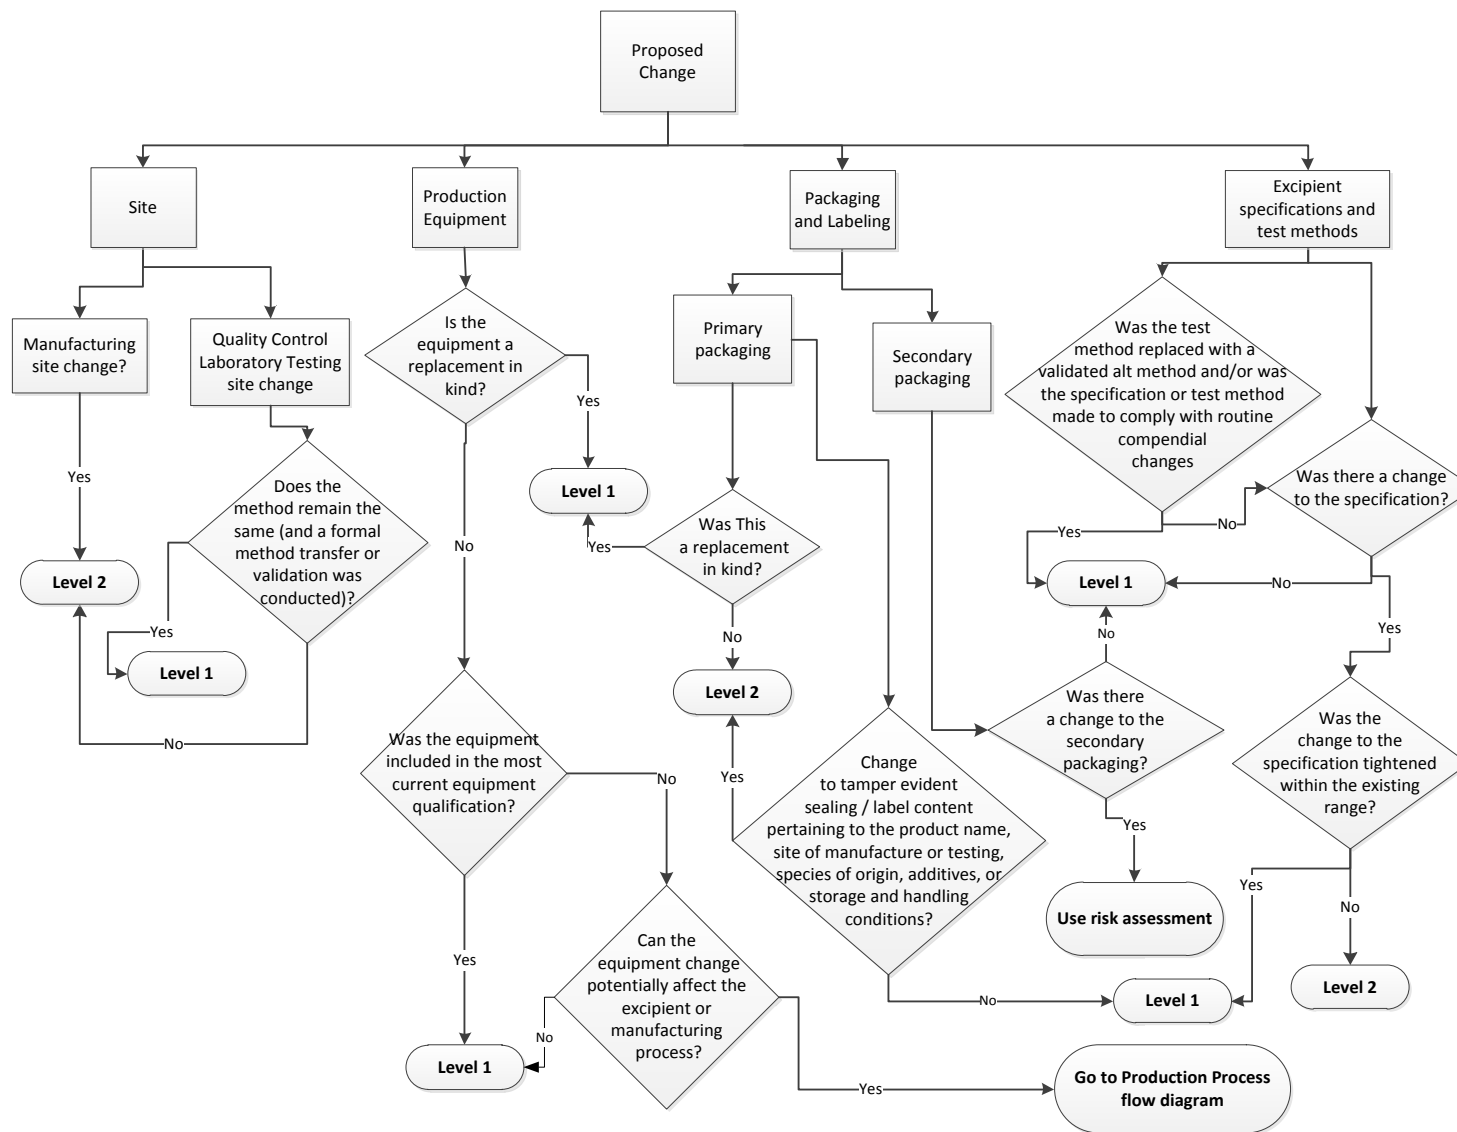 Proposed
Change
Site
Production
Equipment
Packaging
and Labeling
Excipient
specifications and
test methods
Manufacturing
site change?
Quality Control
Laboratory Testing
site change
Is the
equipment a
replacement in
kind?
Primary
packaging
Secondary
packaging
Was the test
method replaced with a
validated alt method and/or was
the specification or test method
made to comply with routine
compendial
changes
Was there a change
to the specification?
Yes
Yes
Level 1
Does the
method remain the
same (and a formal
method transfer or
validation was
conducted)?
No
Yes
Was This
a replacement
in kind?
Yes
No
Level 2
Level 1
No
Yes
Level 1
No
No
Yes
Level 2
No
Was there
a change to the
secondary
packaging?
Was the
change to the
specification tightened
within the existing
range?
No
Was the equipment
included in the most
current equipment
qualification?
No
Yes
Change
to tamper evident
sealing / label content
pertaining to the product name,
site of manufacture or testing,
species of origin, additives, or
storage and handling
conditions?
Yes
Yes
No
Use risk assessment
Yes
Can the
equipment change
potentially affect the
excipient or
manufacturing
process?
No
Level 1
Level 2
No
Level 1
Yes
Go to Production Process
flow diagram